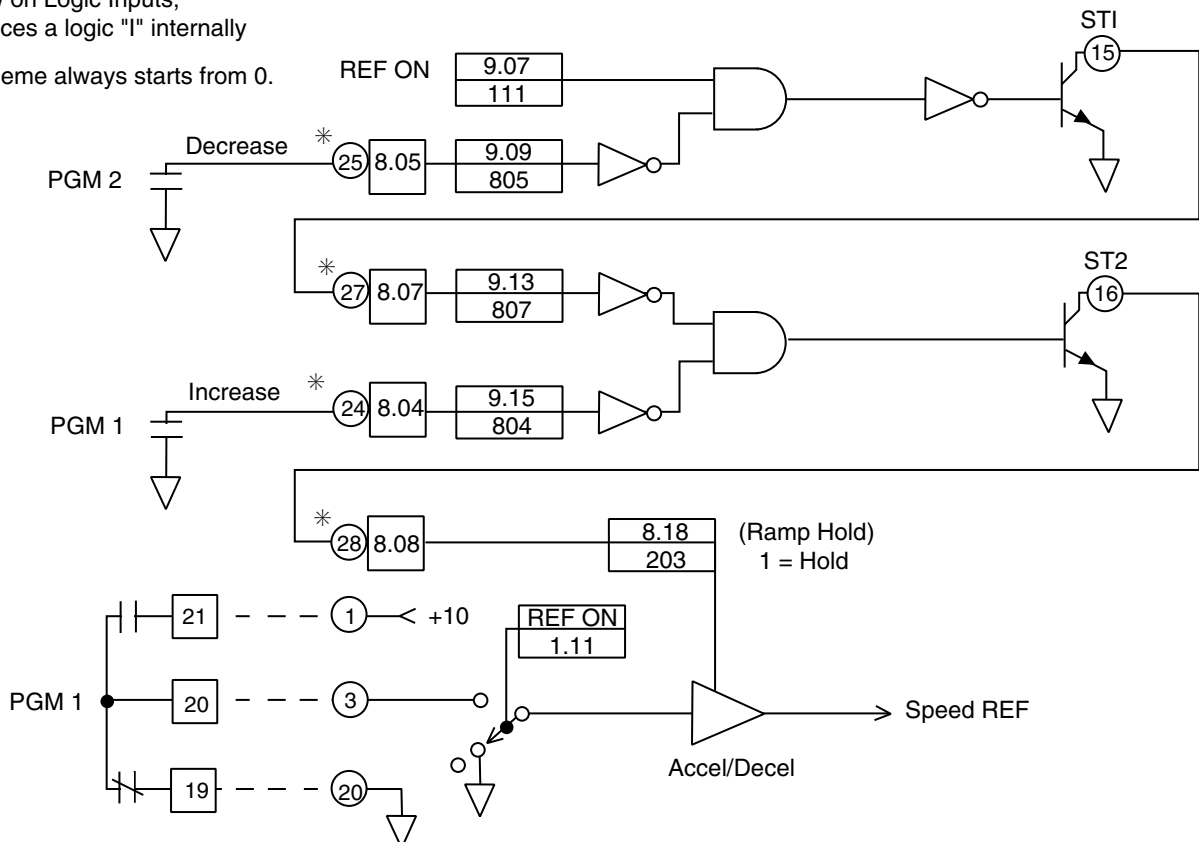 on Logic Inputs,
ces a logic "I" internally
eme always starts from 0.
REF ON
9.07
111
STI
15
PGM 2
Decrease
*
25
8.05
9.09
805
*
27
8.07
9.13
807
ST2
16
PGM 1
Increase
*
24
8.04
9.15
804
*
28
8.08
8.18
203
(Ramp Hold)
1 = Hold
21
1
+10
REF ON
1.11
PGM 1
20
3
Speed REF
Accel/Decel
19
20